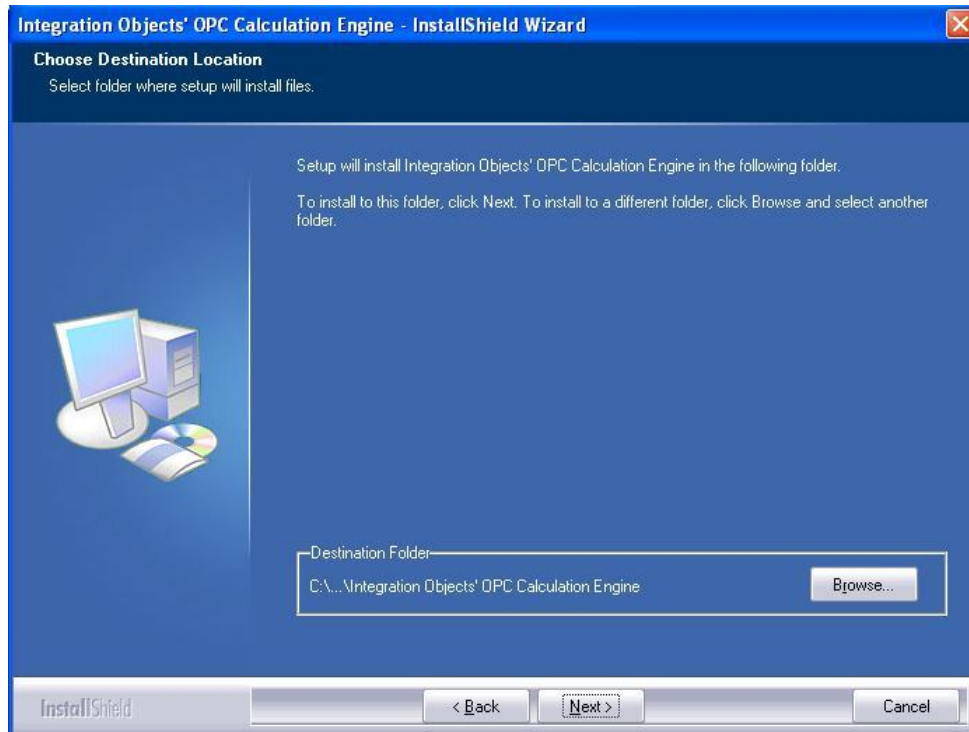 Integration Objects' OPC Calculation Engine - InstallShield Wizard
Choose Destination Location
Select folder where setup will install files.
Setup will install Integration Objects' OPC Calculation Engine in the following folder.
To install to this folder, click Next. To install to a different folder, click Browse and select another
folder.
Destination Folder
C:\...\Integration Objects' OPC Calculation Engine
Browse...
InstallShield
< Back
Next >
Cancel